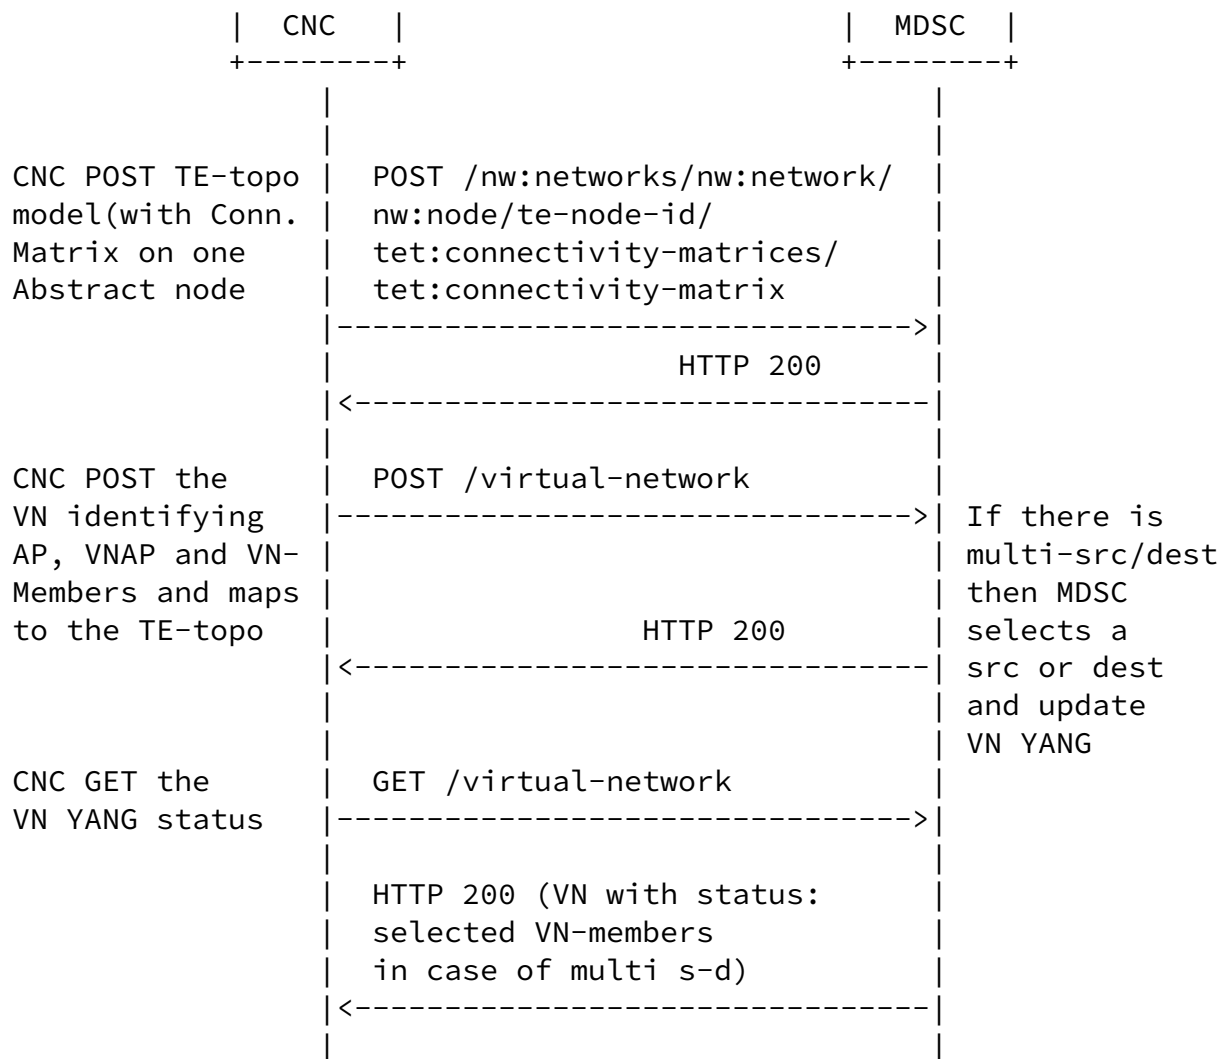 |  CNC   |                        |  MDSC  |
+--------+                        +--------+
CNC POST TE-topo | POST /nw:networks/nw:network/
model(with Conn. | nw:node/te-node-id/
Matrix on one | tet:connectivity-matrices/
Abstract node | tet:connectivity-matrix
|-------------------------------->|
HTTP 200
|<--------------------------------|
CNC POST the | POST /virtual-network
VN identifying |-------------------------------->| If there is
AP, VNAP and VN- | | multi-src/dest
Members and maps | | then MDSC
to the TE-topo | HTTP 200 | selects a
|<--------------------------------| src or dest
| and update
| VN YANG
CNC GET the | GET /virtual-network
VN YANG status |-------------------------------->|
HTTP 200 (VN with status:
selected VN-members
in case of multi s-d)
|<--------------------------------|